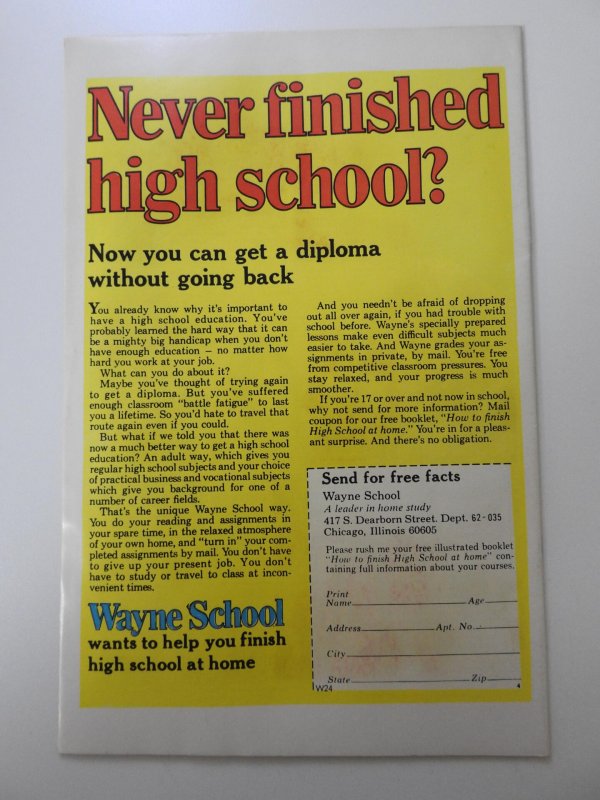 Never finished
high school?
Now you can get a diploma
without going back
You already know why it's important to
have a high school education. You've
probably learned the hard way that it can
be a mighty big handicap when you don't
have enough education – no matter how
hard you work at your job.
What can you do about it?
Maybe you've thought of trying again
to get a diploma. But you've suffered
enough classroom "battle fatigue" to last
you a lifetime. So you'd hate to travel that
route again even if you could.
But what if we told you that there was
now a much better way to get a high school
education? An adult way, which gives you
regular high school subjects and your choice
of practical business and vocational subjects
which give you background for one of a
number of career fields.
That's the unique Wayne School way.
You do your reading and assignments in
your spare time, in the relaxed atmosphere
of your own home, and "turn in" your com-
pleted assignments by mail. You don't have
to give up your present job. You don't
have to study or travel to class at incon-
venient times.
Wayne School
wants to help you finish
high school at home
And you needn't be afraid of dropping
out all over again, if you had trouble with
school before. Wayne's specially prepared
lessons make even difficult subjects much
easier to take. And Wayne grades your as-
signments in private, by mail. You're free
from competitive classroom pressures. You
stay relaxed, and your progress is much
smoother.
If you're 17 or over and not now in school,
why not send for more information? Mail
coupon for our free booklet, "How to finish
High School at home." You're in for a pleas-
ant surprise. And there's no obligation.
Send for free facts
Wayne School
A leader in home study
417 S. Dearborn Street. Dept. 62-035
Chicago, Illinois 60605
Please rush me your free illustrated booklet
"How to finish High School at home" con-
taining full information about your courses.
Print
Name Age
Address Apt. No.
City
State Zip
W24 4